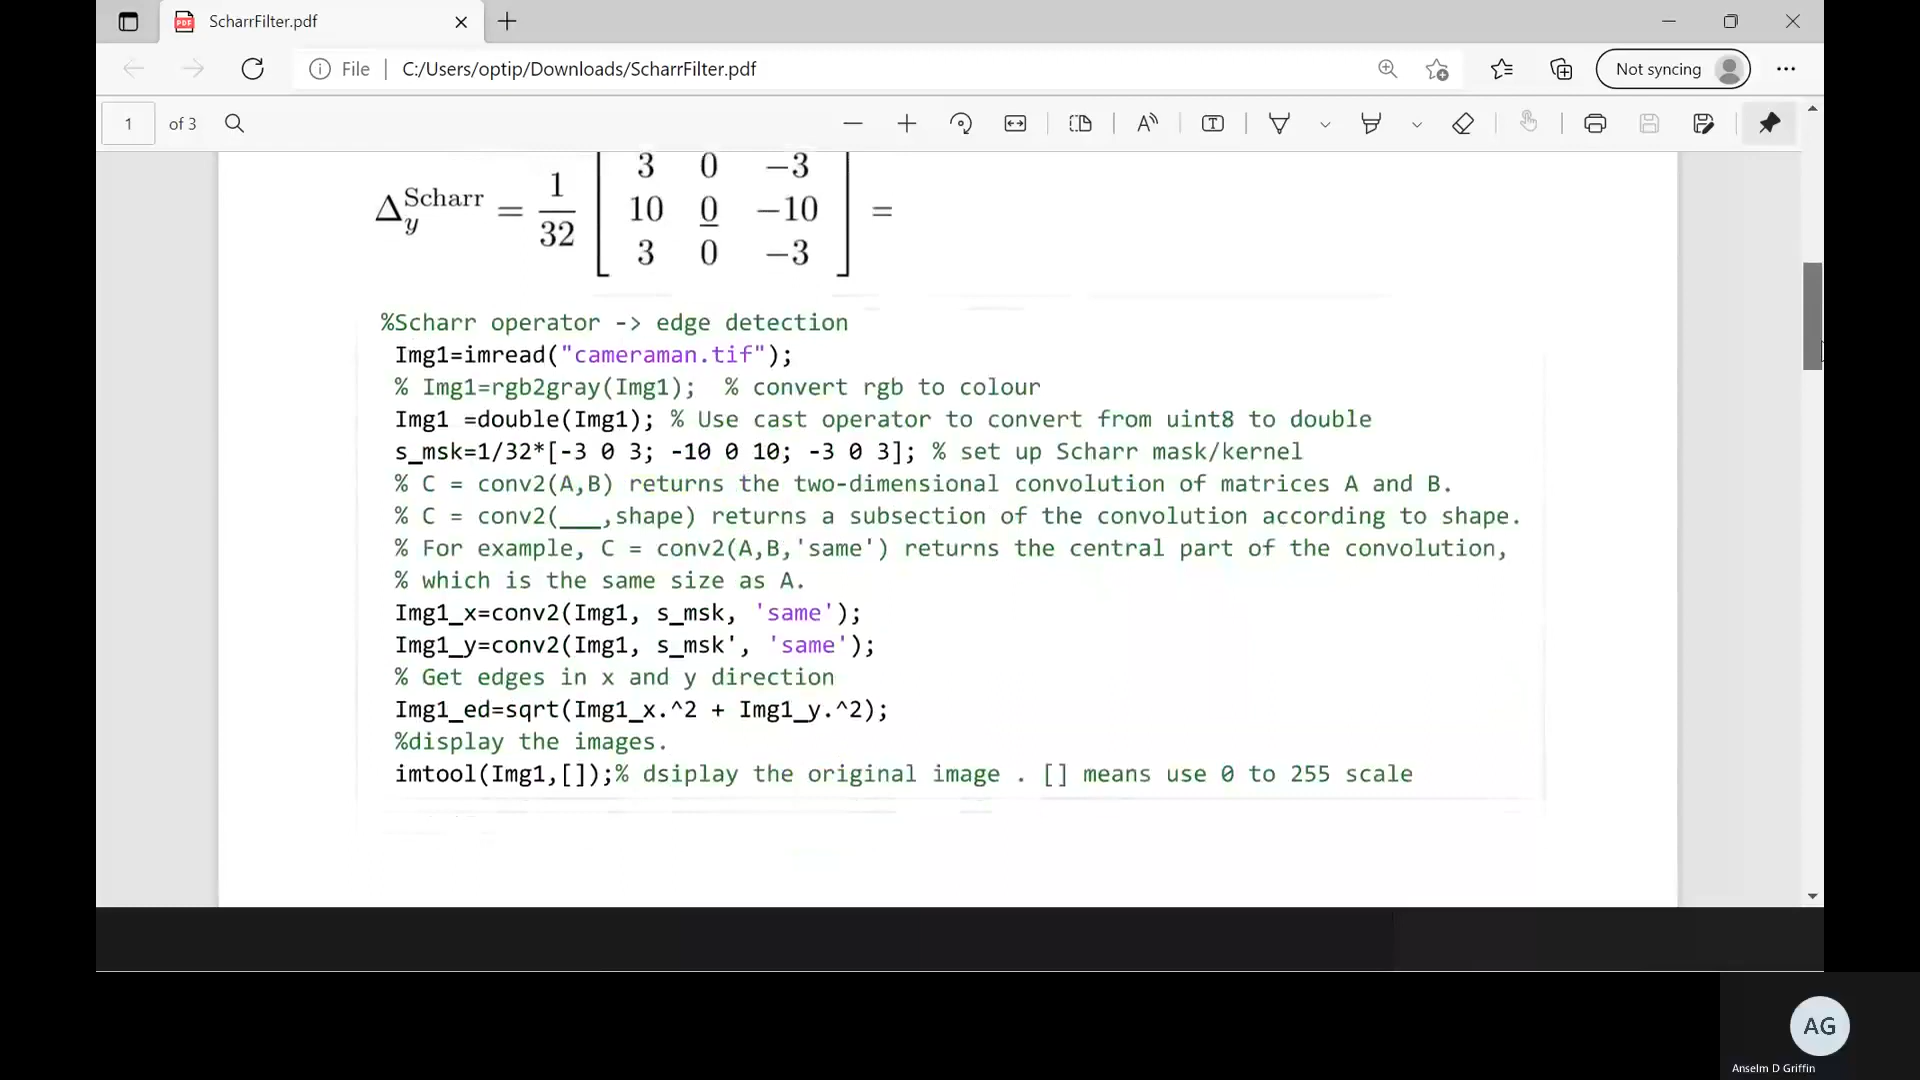 ScharrFilter.pdf
File | C:/Users/optip/Downloads/ScharrFilter.pdf
Not syncing
1 of 3
3 0 −3
Δ_y^Scharr = 1/32 [ 10 0 −10 ] =
3 0 −3
%Scharr operator -> edge detection
Img1=imread("cameraman.tif");
% Img1=rgb2gray(Img1); % convert rgb to colour
Img1 =double(Img1); % Use cast operator to convert from uint8 to double
s_msk=1/32*[-3 0 3; -10 0 10; -3 0 3]; % set up Scharr mask/kernel
% C = conv2(A,B) returns the two-dimensional convolution of matrices A and B.
% C = conv2(___,shape) returns a subsection of the convolution according to shape.
% For example, C = conv2(A,B,'same') returns the central part of the convolution,
% which is the same size as A.
Img1_x=conv2(Img1, s_msk, 'same');
Img1_y=conv2(Img1, s_msk', 'same');
% Get edges in x and y direction
Img1_ed=sqrt(Img1_x.^2 + Img1_y.^2);
%display the images.
imtool(Img1,[]);% dsiplay the original image . [] means use 0 to 255 scale
AG
Anselm D Griffin